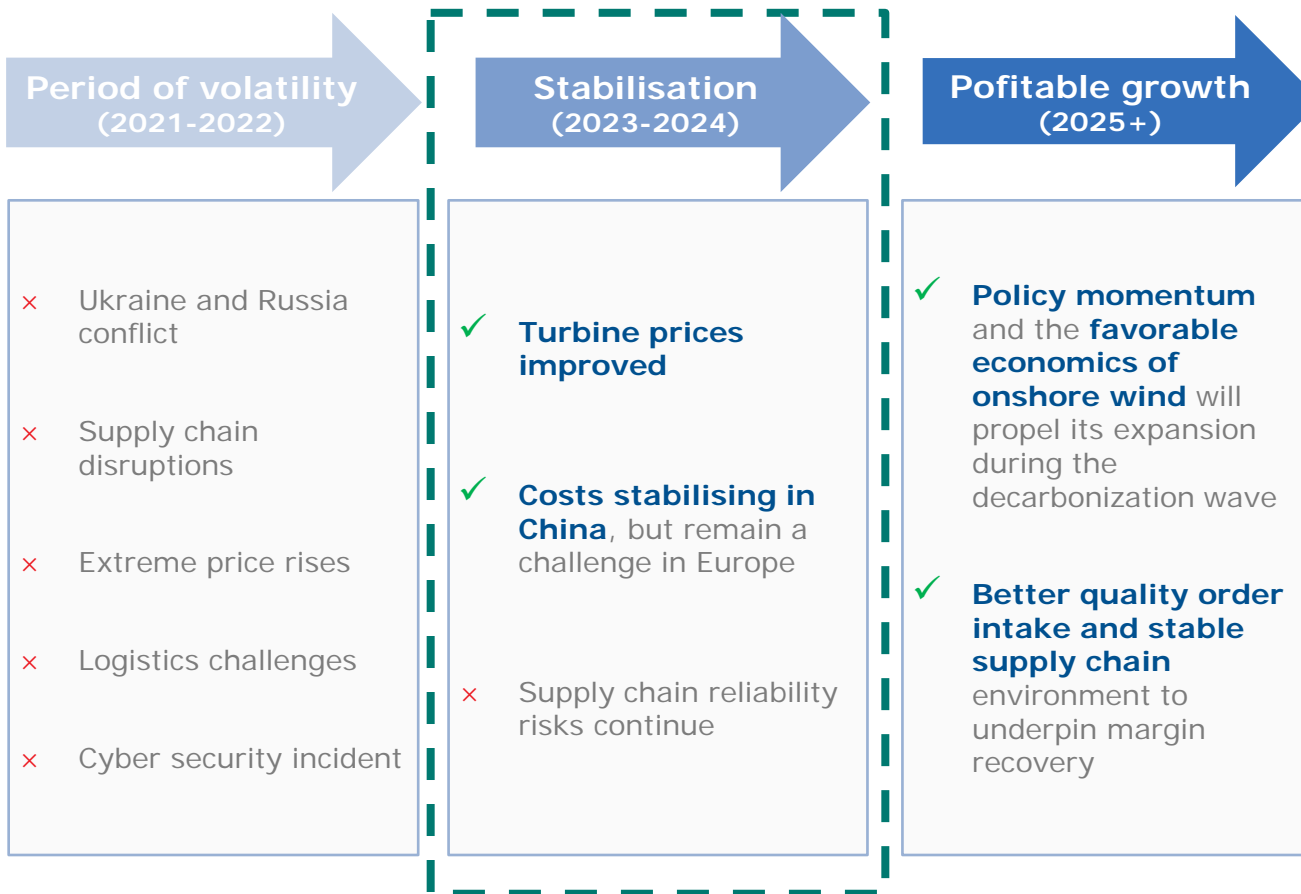 Period of volatility
(2021-2022)
× Ukraine and Russia
conflict
× Supply chain
disruptions
× Extreme price rises
× Logistics challenges
× Cyber security incident
Stabilisation
(2023-2024)
✓ Turbine prices
improved
✓ Costs stabilising in
China, but remain a
challenge in Europe
× Supply chain reliability
risks continue
Pofitable growth
(2025+)
✓ Policy momentum
and the favorable
economics of
onshore wind will
propel its expansion
during the
decarbonization wave
✓ Better quality order
intake and stable
supply chain
environment to
underpin margin
recovery